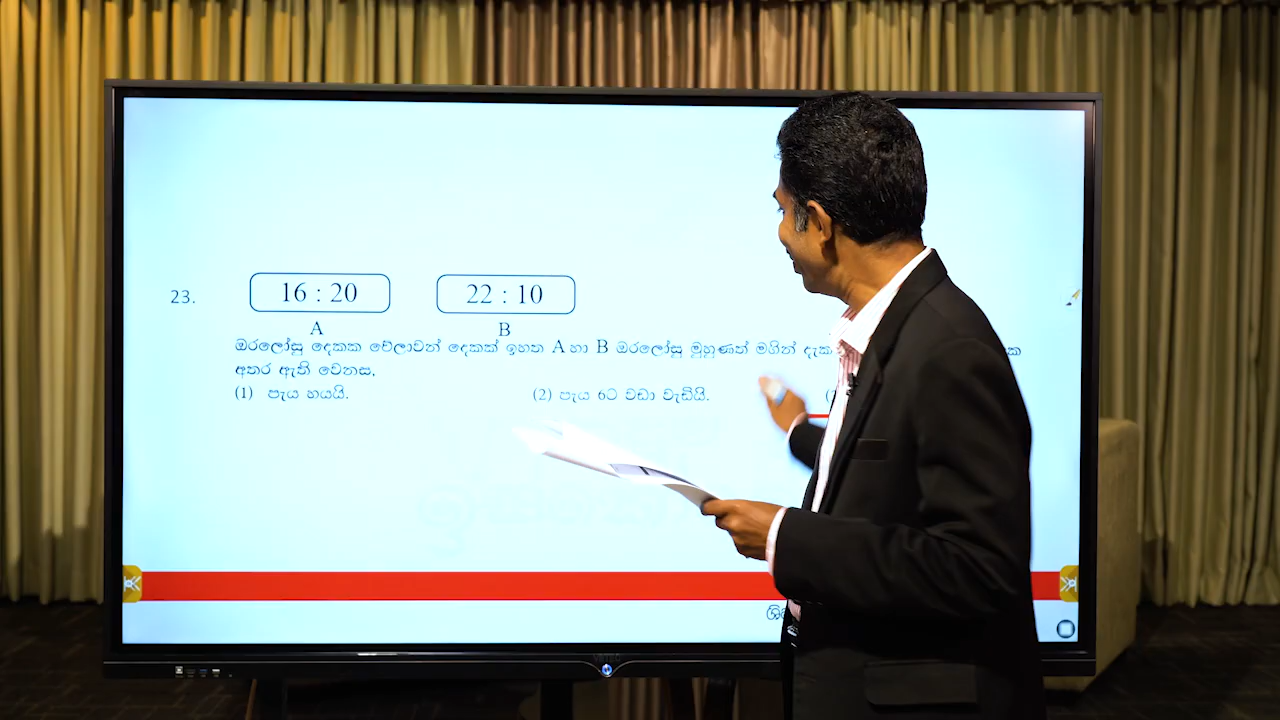 23.
16 : 20
22 : 10
A
B
ඔරලෝසු දෙකක වේලාවන් දෙකක් ඉහත A හා B ඔරලෝසු මුහුණත් මගින් දැක
අතර ඇති වෙනස,
(1) පැය හයයි.
(2) පැය 6ට වඩා වැඩියි.